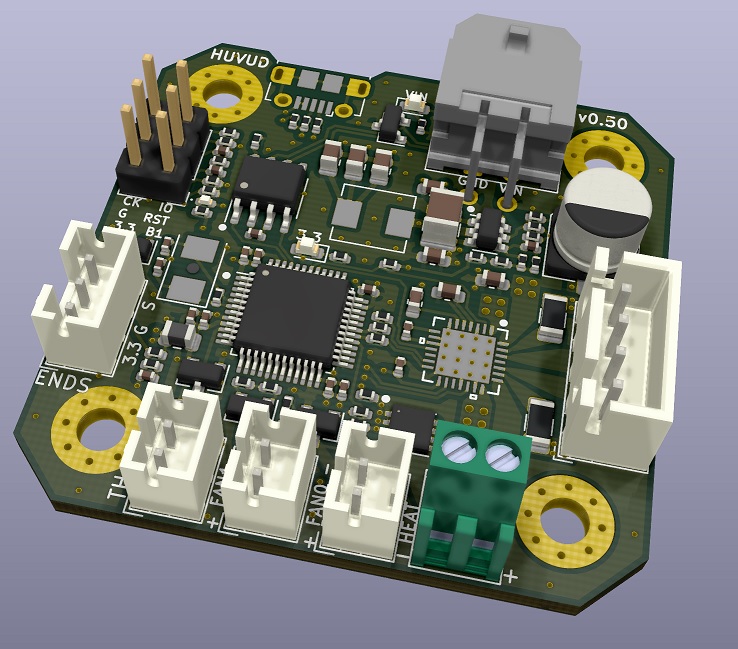 HUVUD
VIN
v0.50
GND VIN
CK IO
G RST
3.3 B1
3.3
3.3 G S
ENDS
TH
FAN1
FAN0
HEAT
+
+
+